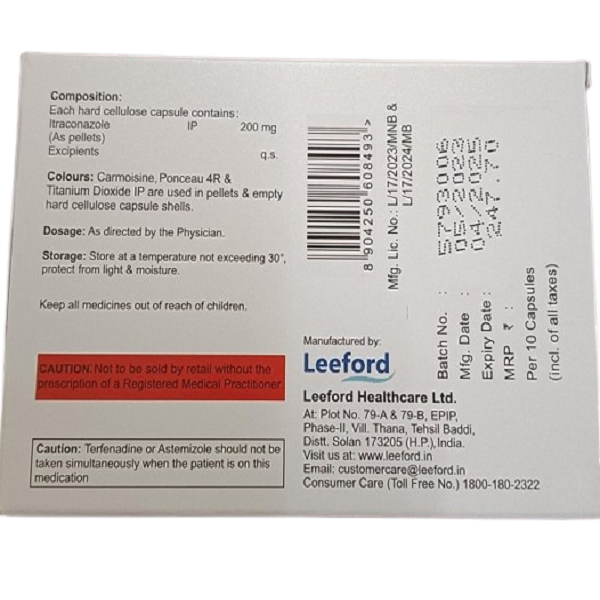 Composition:
Each hard cellulose capsule contains:
Itraconazole IP 200 mg
(As pellets)
Excipients q.s.
Colours: Carmoisine, Ponceau 4R &
Titanium Dioxide IP are used in pellets & empty
hard cellulose capsule shells.
Dosage: As directed by the Physician.
Storage: Store at a temperature not exceeding 30°,
protect from light & moisture.
Keep all medicines out of reach of children.
CAUTION: Not to be sold by retail without the
prescription of a Registered Medical Practitioner.
Caution: Terfenadine or Astemizole should not be
taken simultaneously when the patient is on this
medication
8 904250 608493 >
Mfg. Lic. No.: L/17/2023/MNB &
L/17/2024/MB
Batch No. : 5793006
Mfg. Date : 05/2023
Expiry Date : 04/2025
MRP ₹ : 247.70
Per 10 Capsules
(incl. of all taxes)
Manufactured by:
Leeford
Leeford Healthcare Ltd.
At: Plot No. 79-A & 79-B, EPIP,
Phase-II, Vill. Thana, Tehsil Baddi,
Distt. Solan 173205 (H.P.), India.
Visit us at: www.leeford.in
Email: customercare@leeford.in
Consumer Care (Toll Free No.) 1800-180-2322